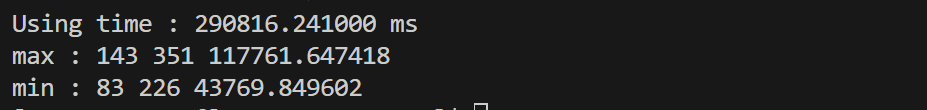 Using time : 290816.241000 ms
max : 143 351 117761.647418
min : 83 226 43769.849602